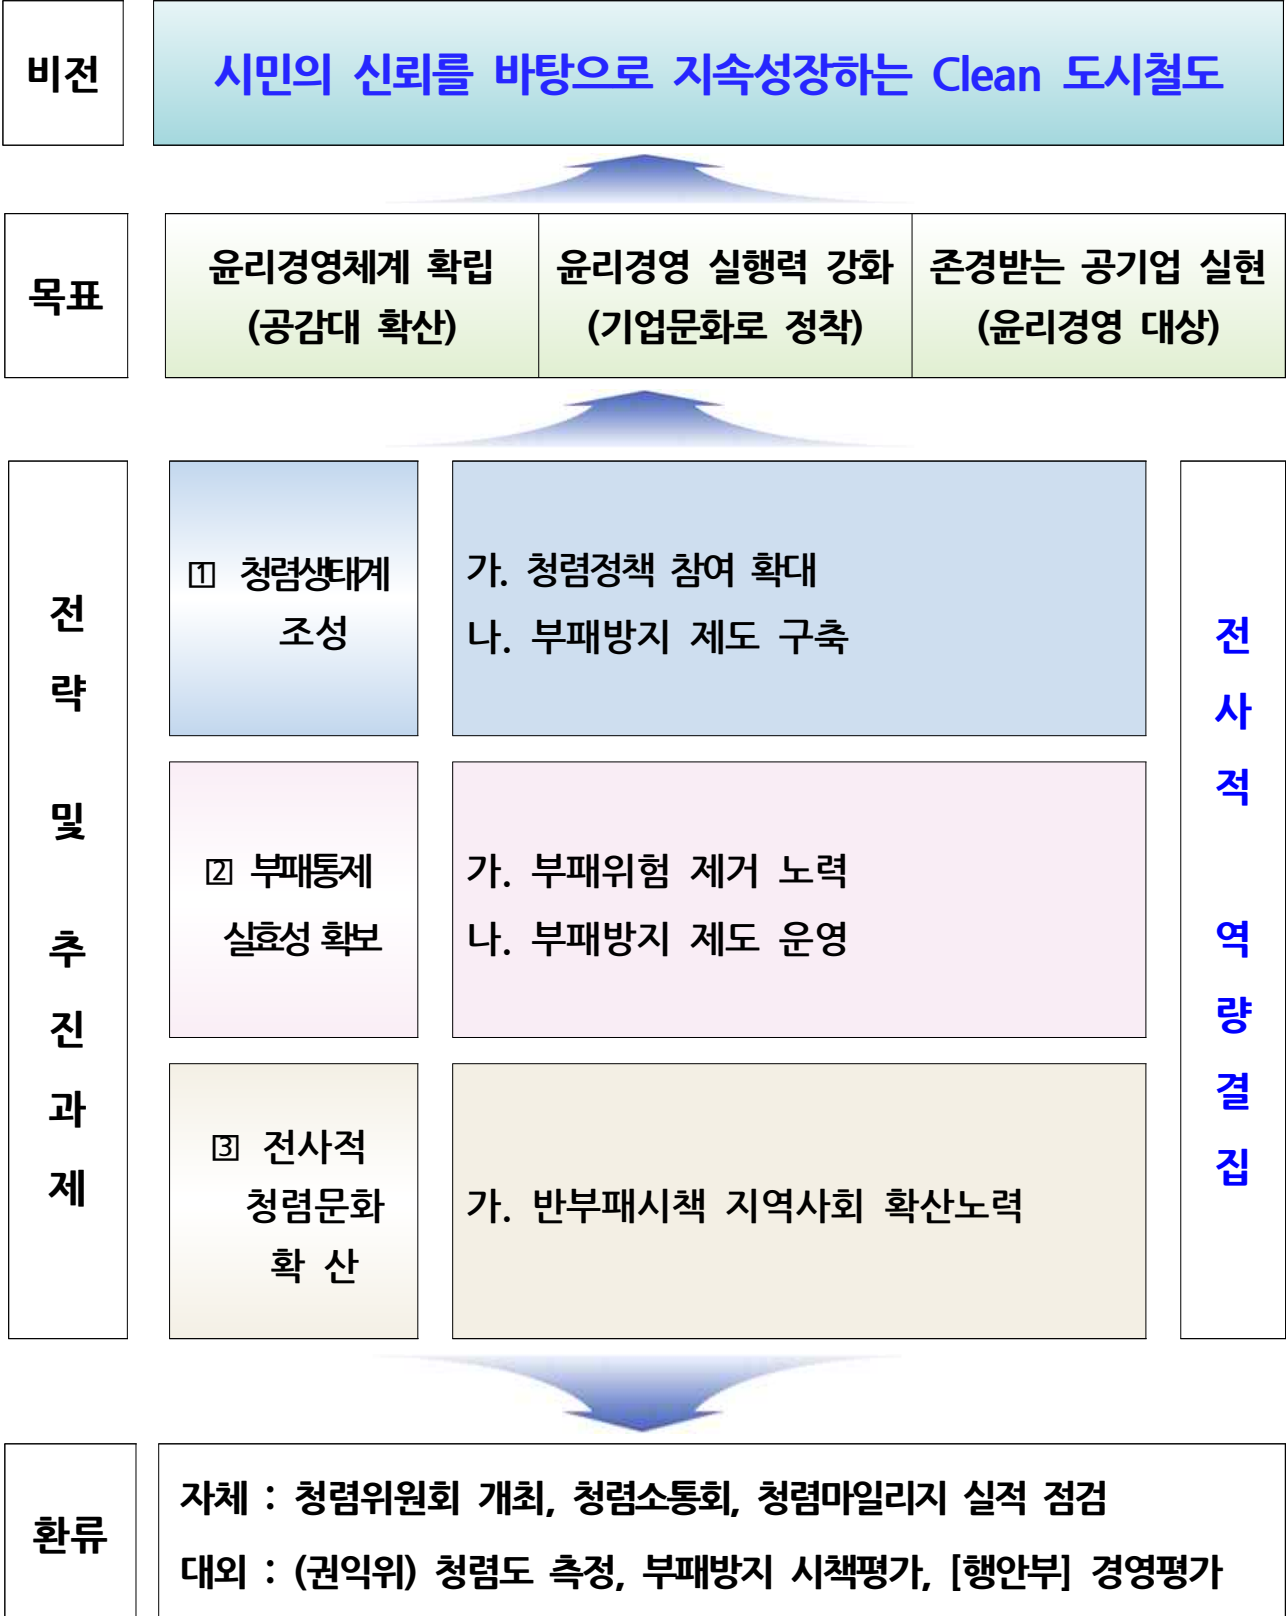 비전
시민의 신뢰를 바탕으로 지속성장하는 Clean 도시철도
목표
윤리경영체계 확립
(공감대 확산)
윤리경영 실행력 강화
(기업문화로 정착)
존경받는 공기업 실현
(윤리경영 대상)
전
략
및
추
진
과
제
1 청렴생태계
조성
가. 청렴정책 참여 확대
나. 부패방지 제도 구축
2 부패통제
실효성 확보
가. 부패위험 제거 노력
나. 부패방지 제도 운영
3 전사적
청렴문화
확 산
가. 반부패시책 지역사회 확산노력
전
사
적
역
량
결
집
환류
자체 : 청렴위원회 개최, 청렴소통회, 청렴마일리지 실적 점검
대외 : (권익위) 청렴도 측정, 부패방지 시책평가, [행안부] 경영평가